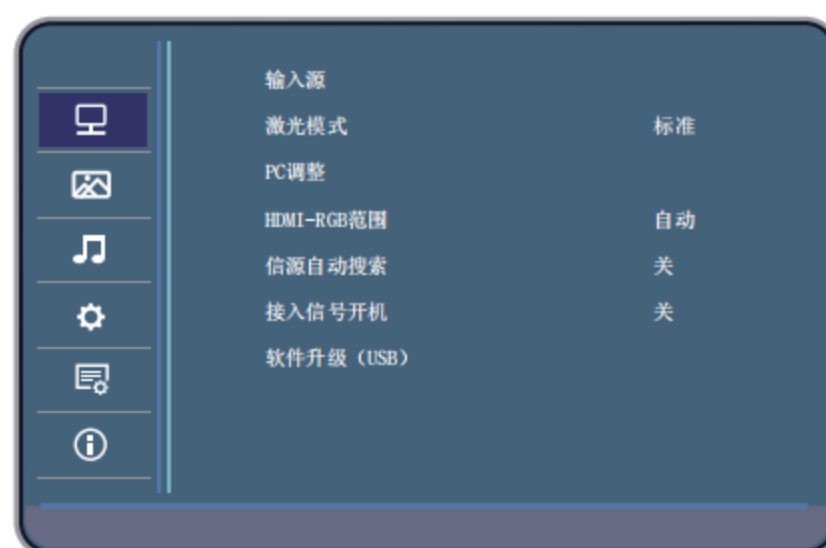 输入源
激光模式 标准
PC调整
HDMI-RGB范围 自动
信源自动搜索 关
接入信号开机 关
软件升级（USB）